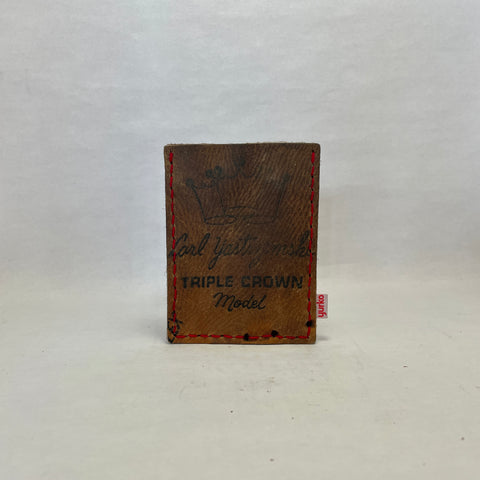 Carl Yastrzemski
TRIPLE CROWN
Model
yurko